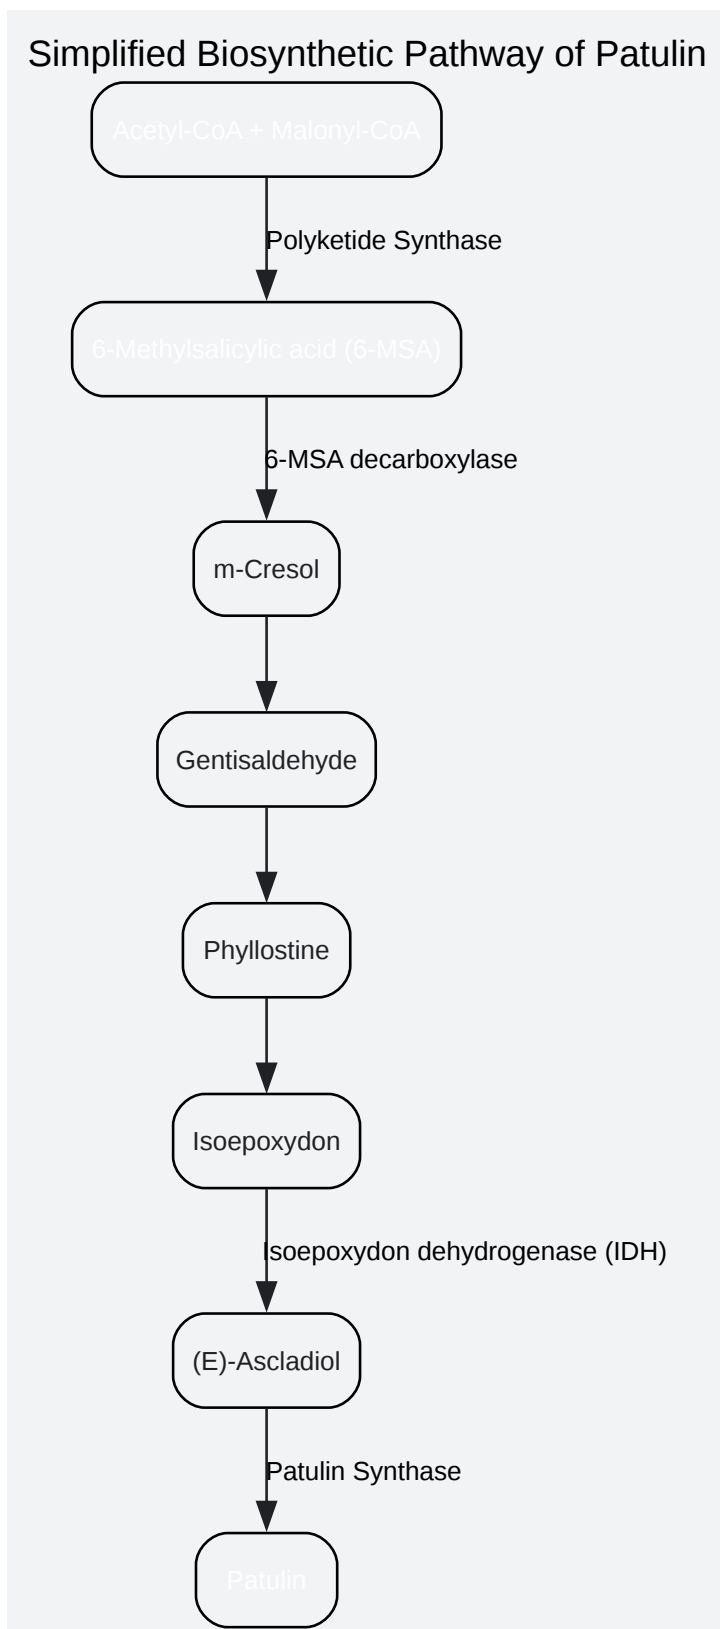 Simplified Biosynthetic Pathway of Patulin
Acetyl-CoA + Malonyl-CoA
Polyketide Synthase
6-Methylsalicylic acid (6-MSA)
6-MSA decarboxylase
m-Cresol
Gentisaldehyde
Phyllostine
Isoepoxydon
Isoepoxydon dehydrogenase (IDH)
(E)-Ascladiol
Patulin Synthase
Patulin